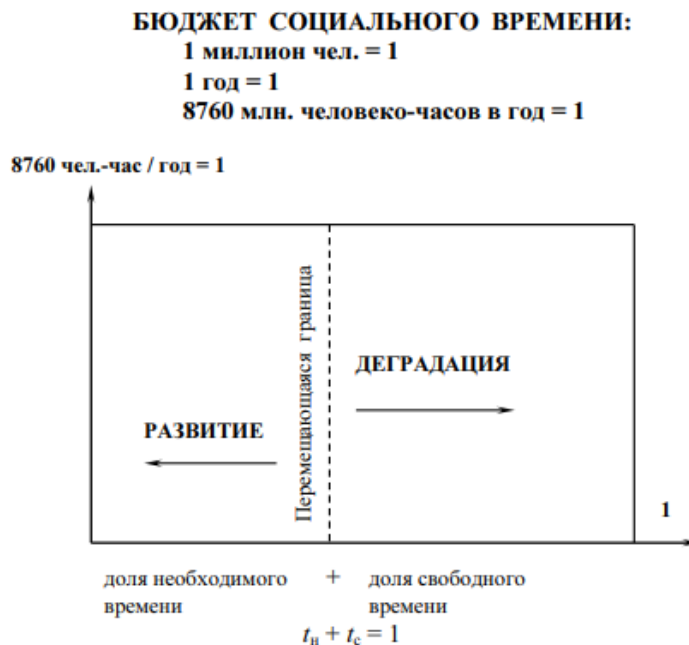 БЮДЖЕТ СОЦИАЛЬНОГО ВРЕМЕНИ:
1 миллион чел. = 1
1 год = 1
8760 млн. человеко-часов в год = 1
8760 чел.-час / год = 1
Перемещающаяся граница
ДЕГРАДАЦИЯ
РАЗВИТИЕ
1
доля необходимого + доля свободного
времени времени
tн + tс = 1